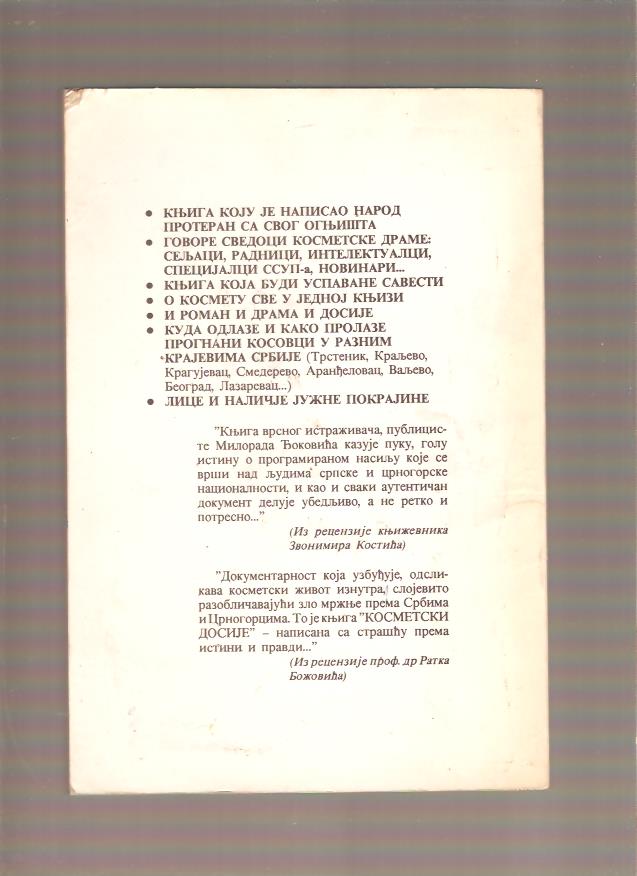 ● КЊИГА КОЈУ ЈЕ НАПИСАО НАРОД
ПРОТЕРАН СА СВОГ ОГЊИШТА
● ГОВОРЕ СВЕДОЦИ КОСМЕТСКЕ ДРАМЕ:
СЕЉАЦИ, РАДНИЦИ, ИНТЕЛЕКТУАЛЦИ,
СПЕЦИЈАЛЦИ ССУП-а, НОВИНАРИ...
● КЊИГА КОЈА БУДИ УСПАВАНЕ САВЕСТИ
● О КОСМЕТУ СВЕ У ЈЕДНОЈ КЊИЗИ
● И РОМАН И ДРАМА И ДОСИЈЕ
● КУДА ОДЛАЗЕ И КАКО ПРОЛАЗЕ
ПРОГНАНИ КОСОВЦИ У РАЗНИМ
КРАЈЕВИМА СРБИЈЕ (Трстеник, Краљево,
Крагујевац, Смедерево, Аранђеловац, Ваљево,
Београд, Лазаревац...)
● ЛИЦЕ И НАЛИЧЈЕ ЈУЖНЕ ПОКРАЈИНЕ
"Књига врсног истраживача, публицис-
те Милорада Ђоковића казује пуку, голу
истину о програмираном насиљу које се
врши над људима српске и црногорске
националности, и као и сваки аутентичан
документ делује убедљиво, а не ретко и
потресно..."
(Из рецензије књижевника
Звонимира Костића)
"Документарност која узбуђује, одсли-
кава косметски живот изнутра, слојевито
разобличавајући зло мржње према Србима
и Црногорцима. То је књига "КОСМЕТСКИ
ДОСИЈЕ" – написана са страшћу према
истини и правди..."
(Из рецензије проф. др Ратка
Божовића)